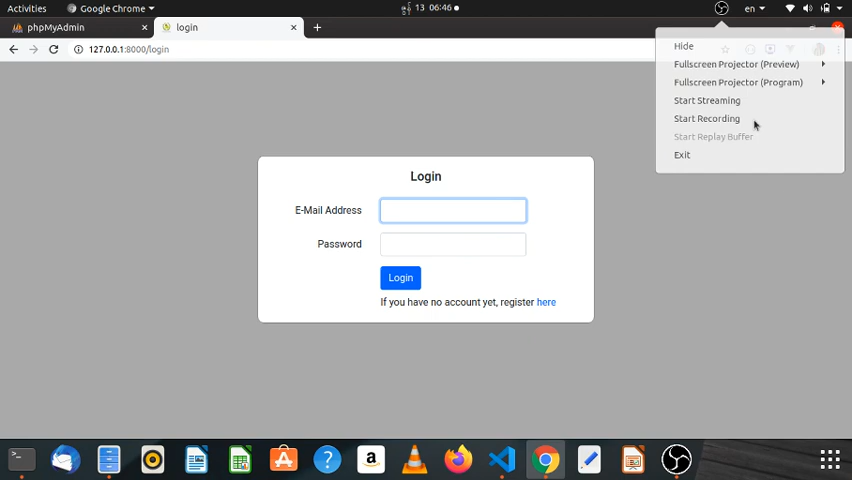 Activities
Google Chrome
13 06:46
en
phpMyAdmin
login
127.0.0.1:8000/login
Hide
Fullscreen Projector (Preview)
Fullscreen Projector (Program)
Start Streaming
Start Recording
Start Replay Buffer
Exit
Login
E-Mail Address
Password
Login
If you have no account yet, register here